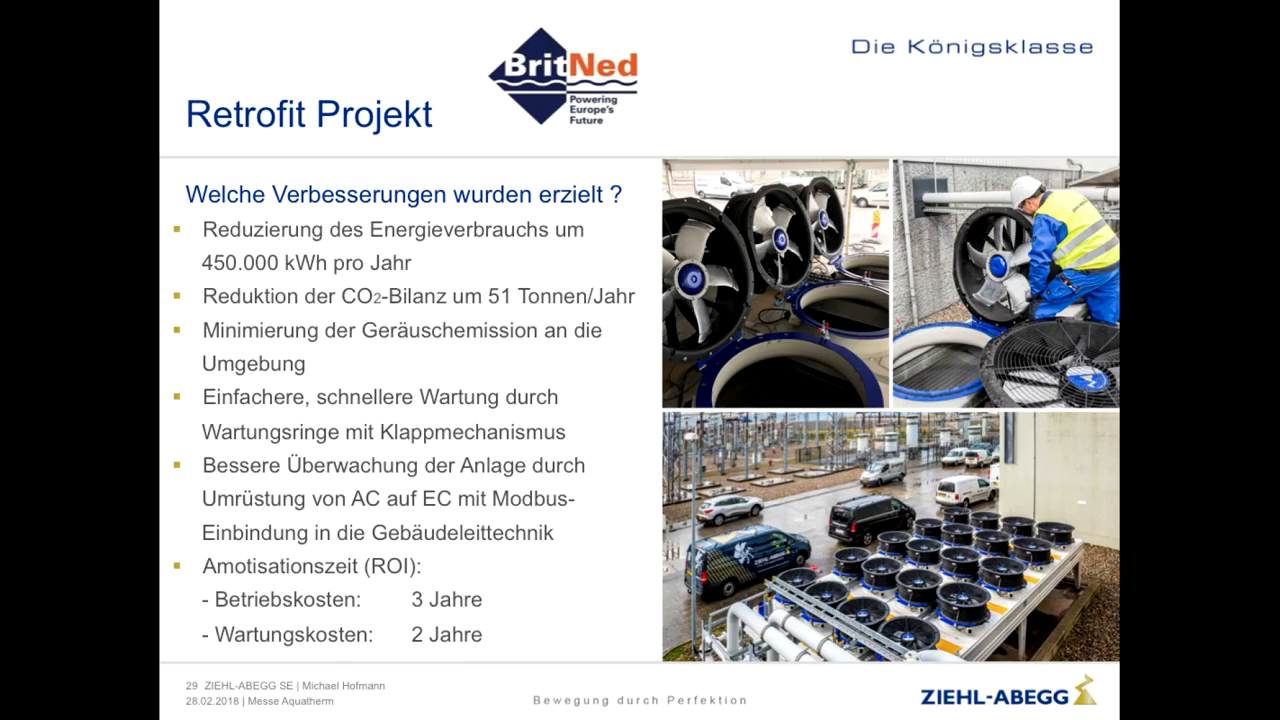 Die Königsklasse
BritNed
Powering
Europe's
Future
Retrofit Projekt
Welche Verbesserungen wurden erzielt ?
▪ Reduzierung des Energieverbrauchs um
450.000 kWh pro Jahr
▪ Reduktion der CO₂-Bilanz um 51 Tonnen/Jahr
▪ Minimierung der Geräuschemission an die
Umgebung
▪ Einfachere, schnellere Wartung durch
Wartungsringe mit Klappmechanismus
▪ Bessere Überwachung der Anlage durch
Umrüstung von AC auf EC mit Modbus-
Einbindung in die Gebäudeleittechnik
▪ Amotisationszeit (ROI):
- Betriebskosten: 3 Jahre
- Wartungskosten: 2 Jahre
ZIEHL-ABEGG
29 ZIEHL-ABEGG SE | Michael Hofmann
28.02.2018 | Messe Aquatherm
Bewegung durch Perfektion
ZIEHL-ABEGG